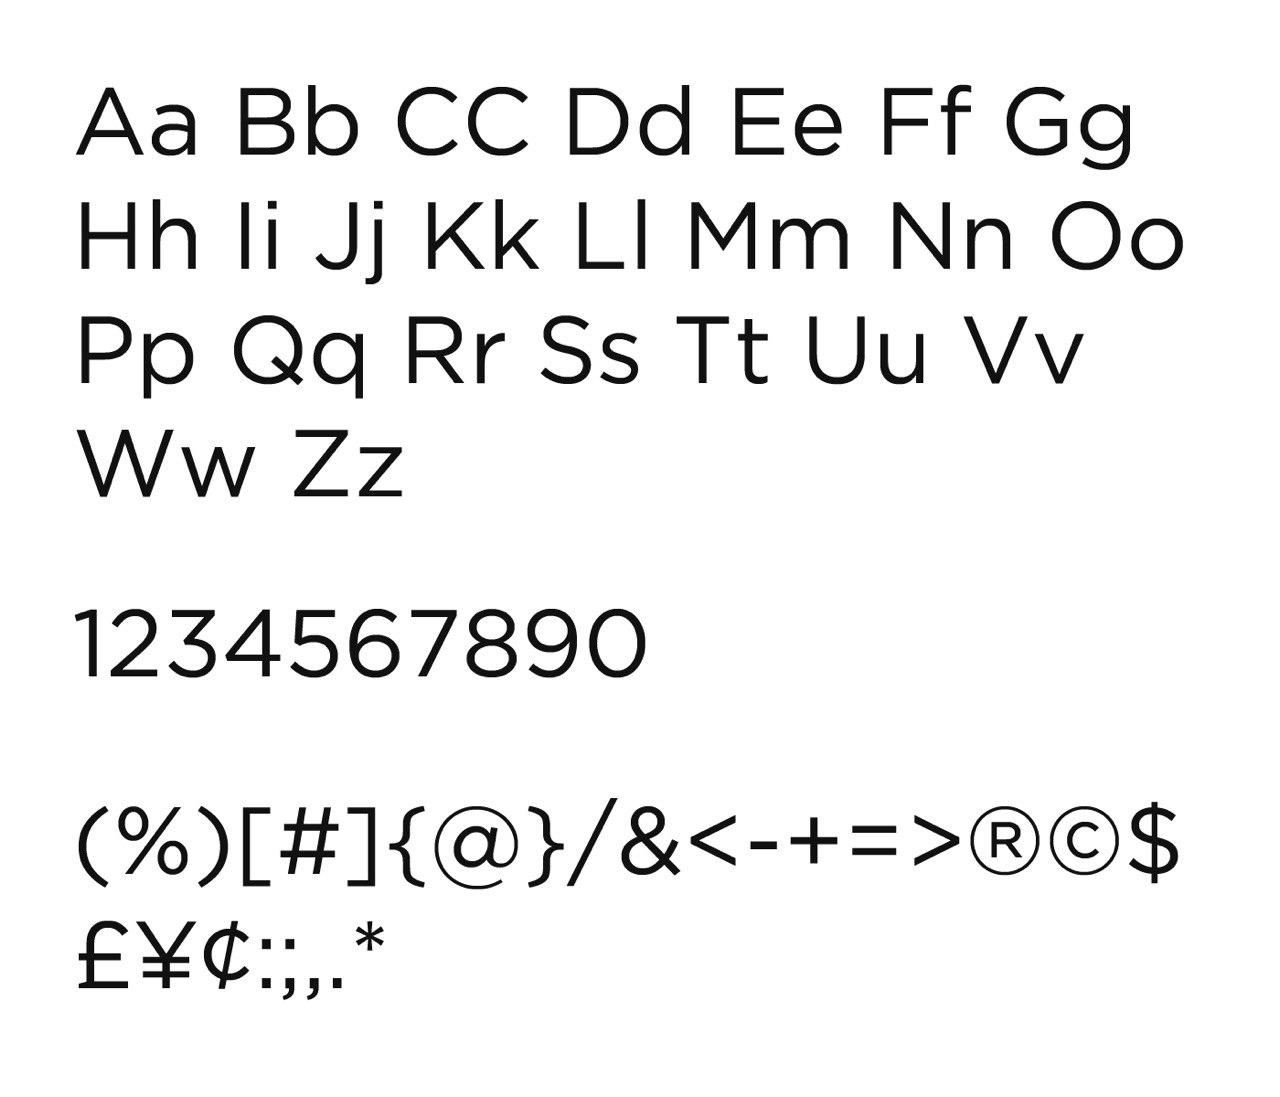 Aa Bb CC Dd Ee Ff Gg
Hh Ii Jj Kk Ll Mm Nn Oo
Pp Qq Rr Ss Tt Uu Vv
Ww Zz
1234567890
(%)[#]{@}/&<-+=>®©$
£¥¢:;,.*